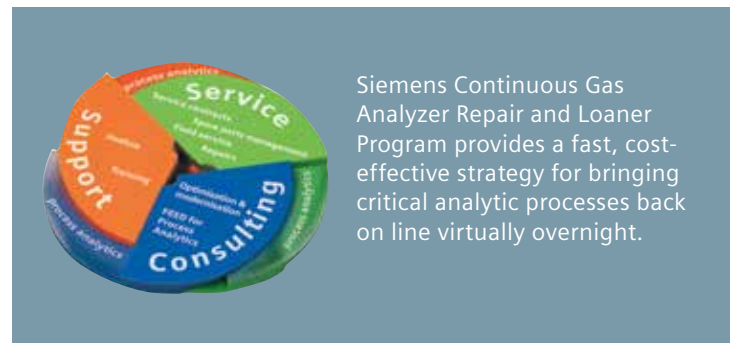 process analytics
Service
Service contracts
Spare parts management
Field service
Repairs
Support
Hotline
Training
Optimisation &
modernisation
FEED for
Process
Analytics
Consulting
process analytics
process analytics
Siemens Continuous Gas
Analyzer Repair and Loaner
Program provides a fast, cost-
effective strategy for bringing
critical analytic processes back
on line virtually overnight.